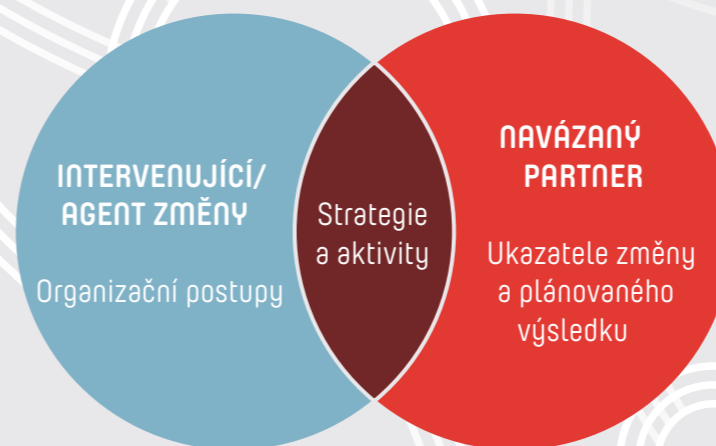 INTERVENUJÍCÍ/
AGENT ZMĚNY
Organizační postupy
Strategie
a aktivity
NAVÁZANÝ
PARTNER
Ukazatele změny
a plánovaného
výsledku